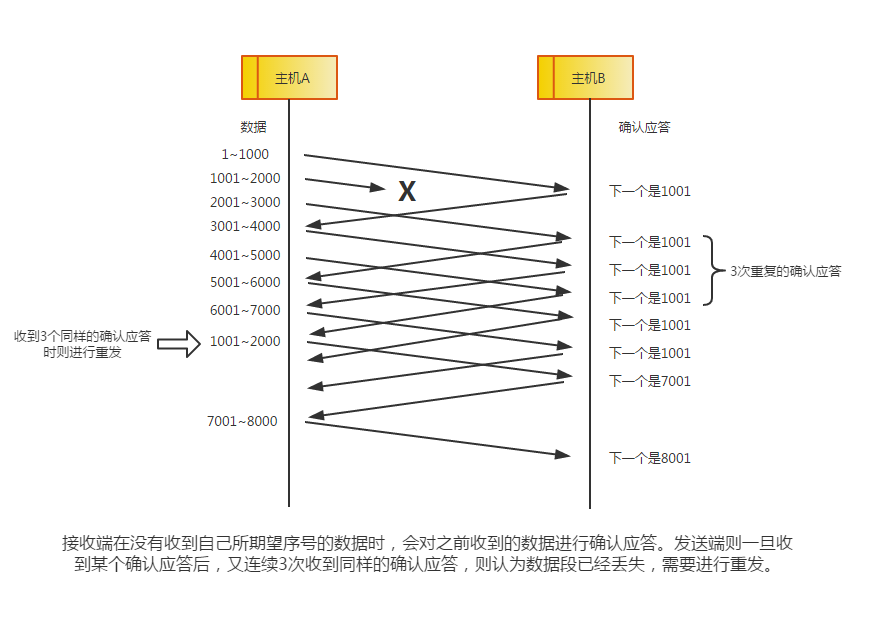 主机A
主机B
数据
确认应答
1~1000
1001~2000
X
下一个是1001
2001~3000
3001~4000
下一个是1001
4001~5000
下一个是1001
3次重复的确认应答
5001~6000
下一个是1001
6001~7000
下一个是1001
收到3个同样的确认应答
时则进行重发
1001~2000
下一个是1001
下一个是7001
7001~8000
下一个是8001
接收端在没有收到自己所期望序号的数据时，会对之前收到的数据进行确认应答。发送端则一旦收
到某个确认应答后，又连续3次收到同样的确认应答，则认为数据段已经丢失，需要进行重发。